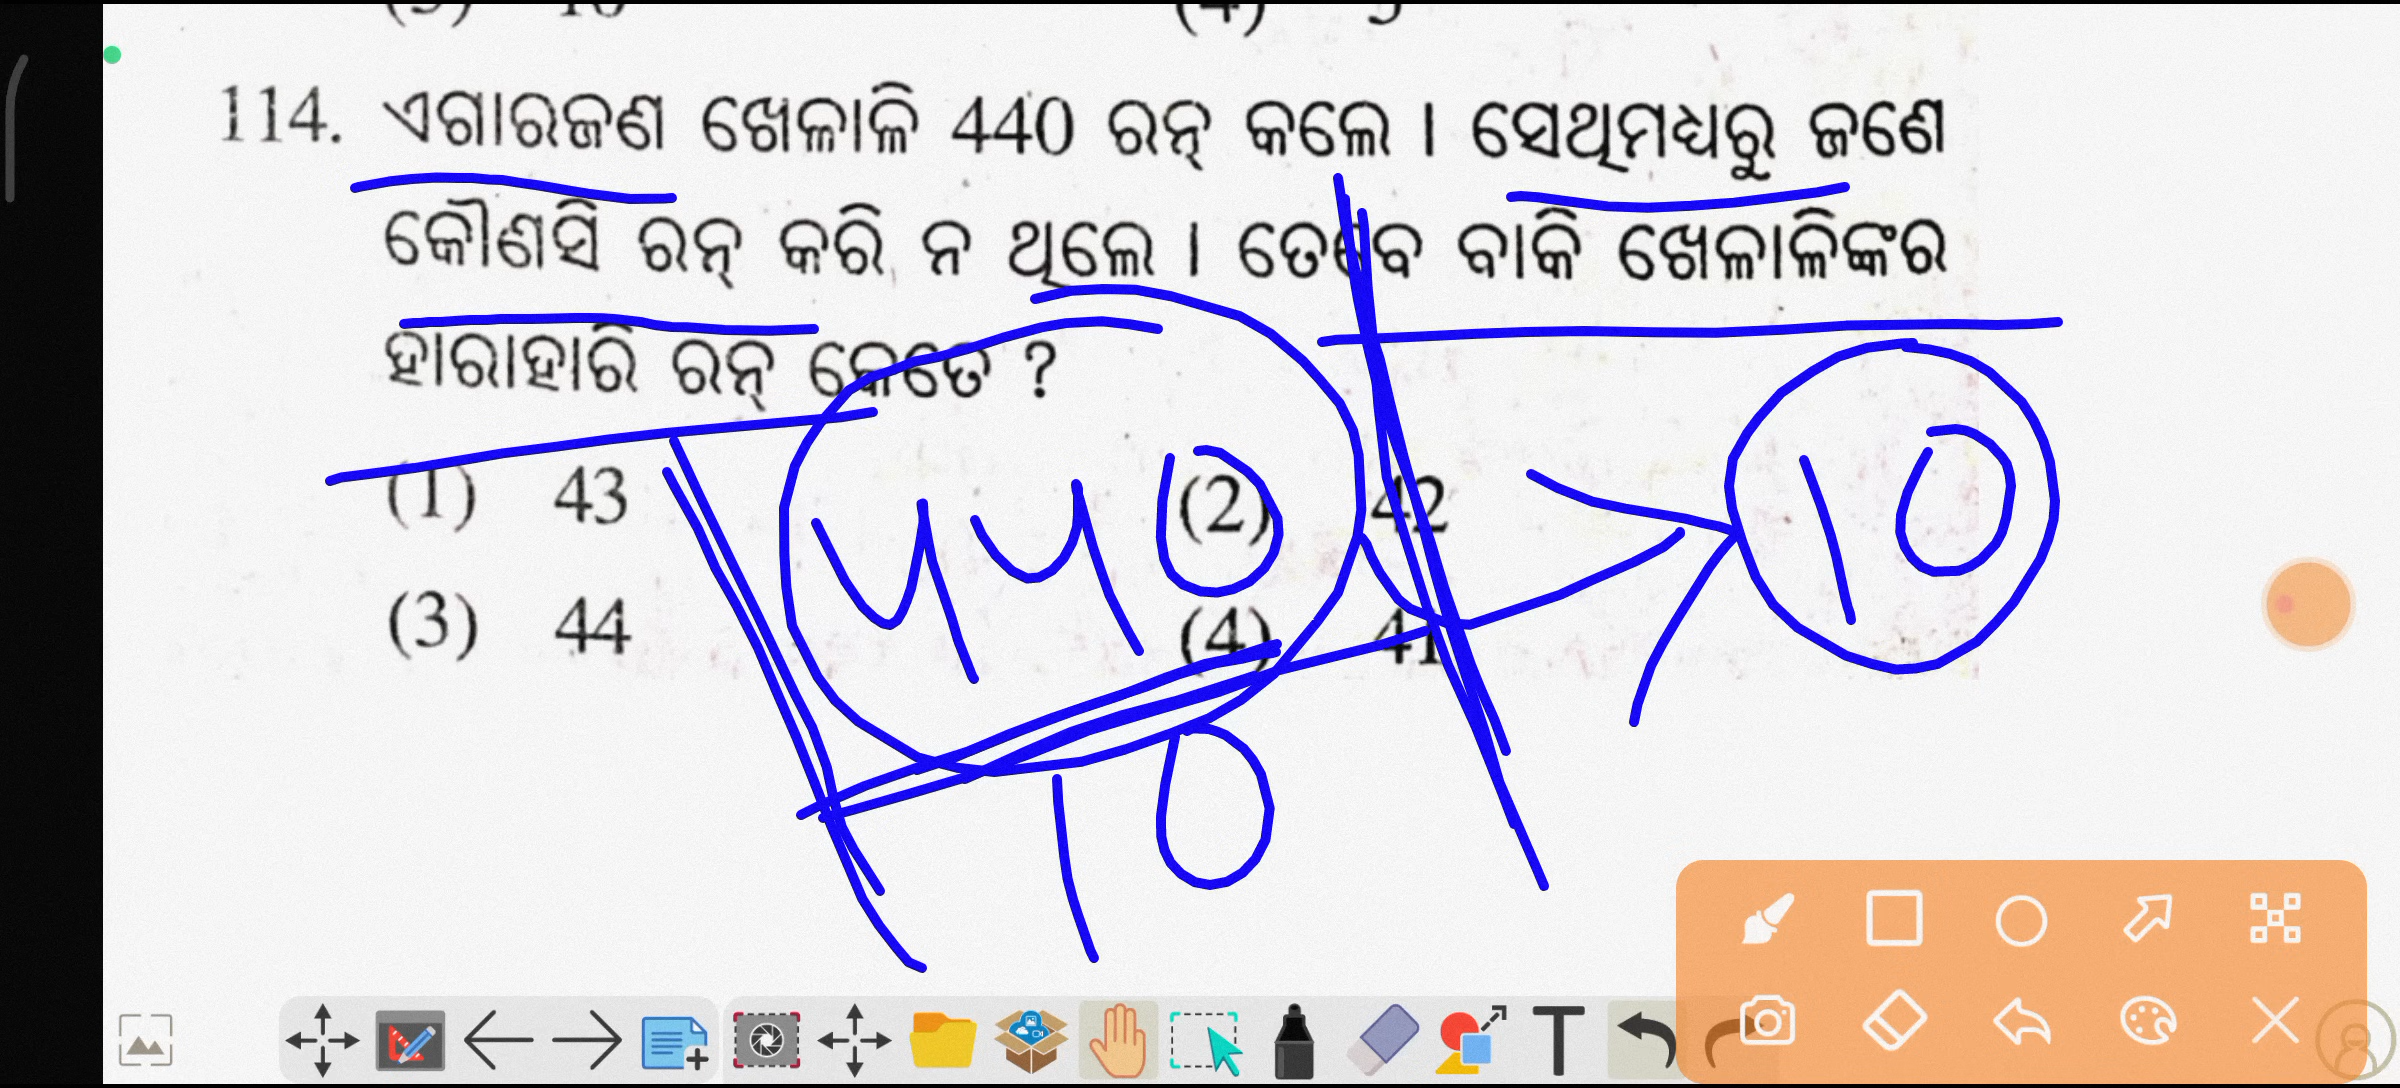 114. ଏଗାରଜଣ ଖେଳାଳି 440 ରନ୍ କଲେ । ସେଥିମଧ୍ୟରୁ ଜଣେ
କୌଣସି ରନ୍ କରି ନ ଥିଲେ । ତେବେ ବାକି ଖେଳାଳିଙ୍କର
ହାରାହାରି ରନ୍ କେତେ ?
(1) 43 (2) 42
440 10
(3) 44 (4) 41
10
T